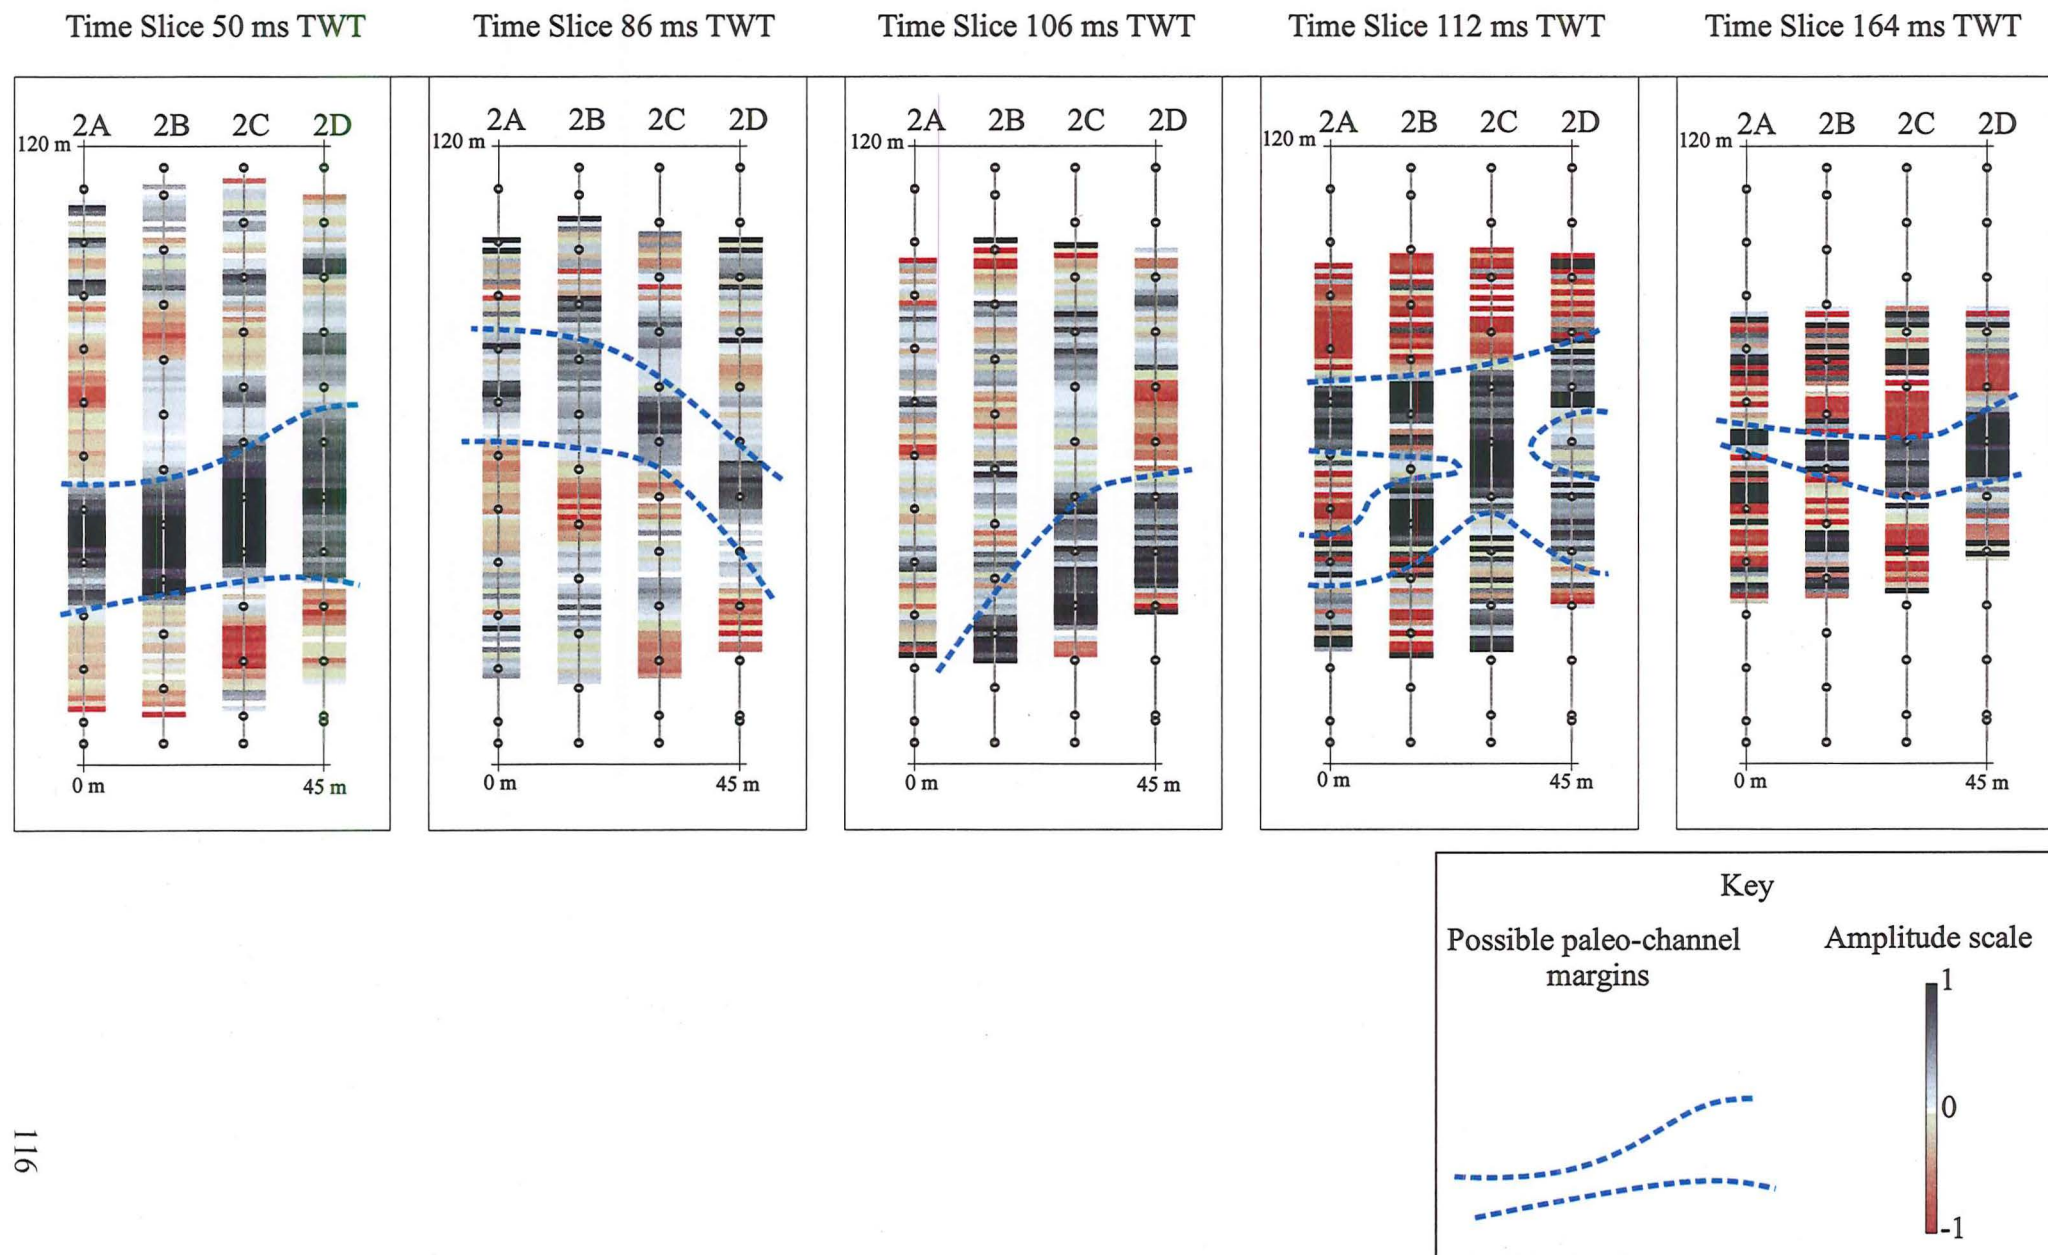 Time Slice 50 ms TWT
Time Slice 86 ms TWT
Time Slice 106 ms TWT
Time Slice 112 ms TWT
Time Slice 164 ms TWT
2A 2B 2C 2D
120 m
0 m 45 m
2A 2B 2C 2D
120 m
0 m 45 m
2A 2B 2C 2D
120 m
0 m 45 m
2A 2B 2C 2D
120 m
0 m 45 m
2A 2B 2C 2D
120 m
0 m 45 m
Key
Possible paleo-channel
margins
Amplitude scale
1
0
-1
116